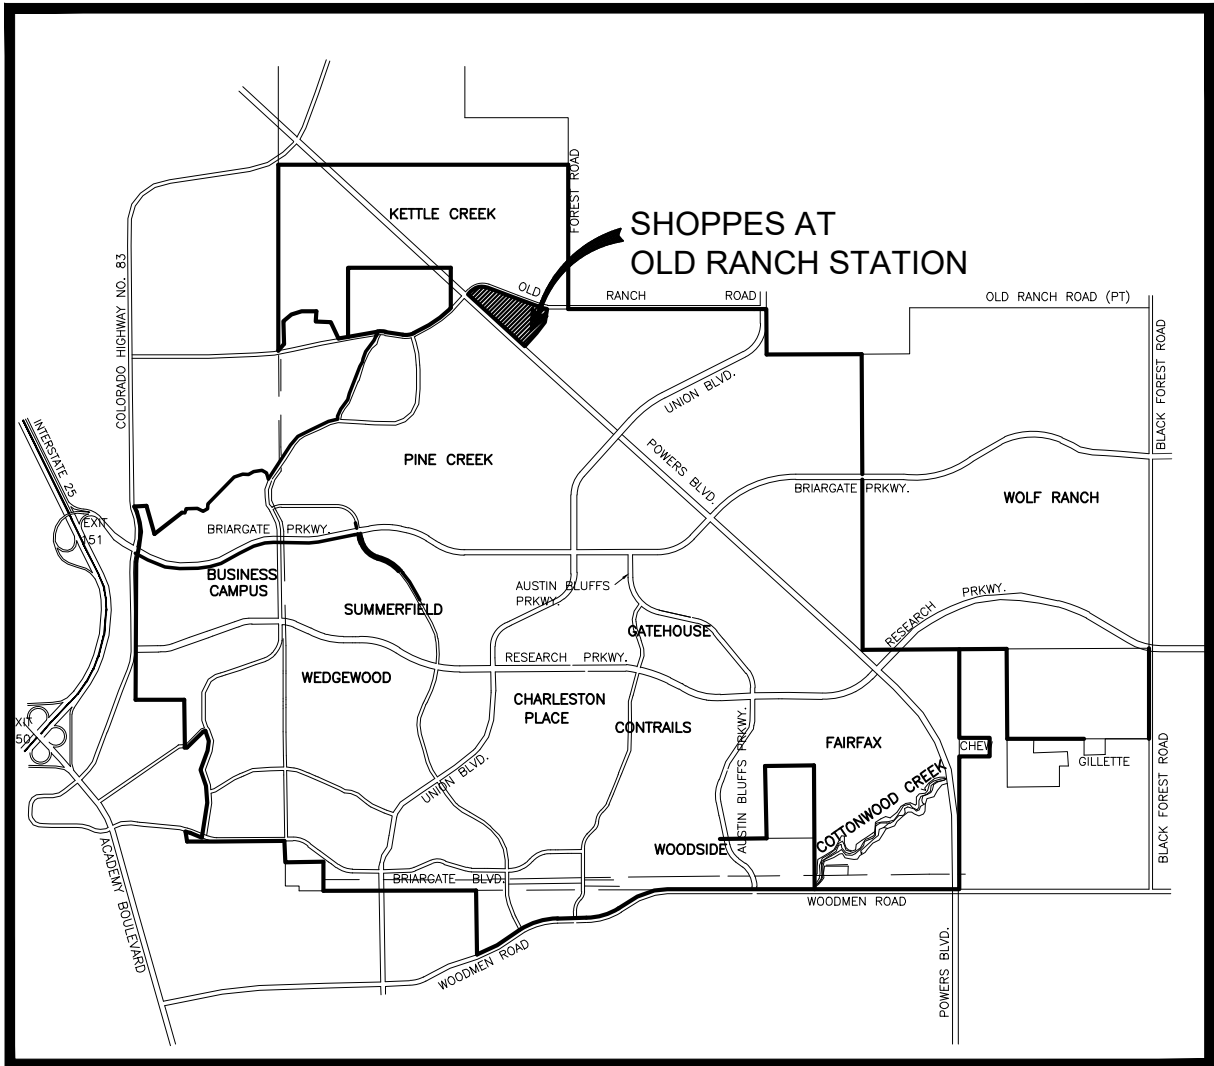 FOREST ROAD
KETTLE CREEK
SHOPPES AT
OLD RANCH STATION
COLORADO HIGHWAY NO. 83
OLD
RANCH
ROAD
OLD RANCH ROAD (PT)
BLACK FOREST ROAD
UNION BLVD.
INTERSTATE 25
PINE CREEK
POWERS BLVD.
BRIARGATE PRKWY.
WOLF RANCH
EXIT
151
BRIARGATE PRKWY.
BUSINESS
CAMPUS
AUSTIN BLUFFS
PRKWY.
SUMMERFIELD
GATEHOUSE
RESEARCH PRKWY.
RESEARCH PRKWY.
WEDGEWOOD
CHARLESTON
PLACE
CONTRAILS
AUSTIN BLUFFS PRKWY.
FAIRFAX
CHEW
GILLETTE
XIT
50
UNION BLVD.
COTTONWOOD CREEK
BLACK FOREST ROAD
WOODSIDE
ACADEMY BOULEVARD
BRIARGATE BLVD.
WOODMEN ROAD
WOODMEN ROAD
POWERS BLVD.